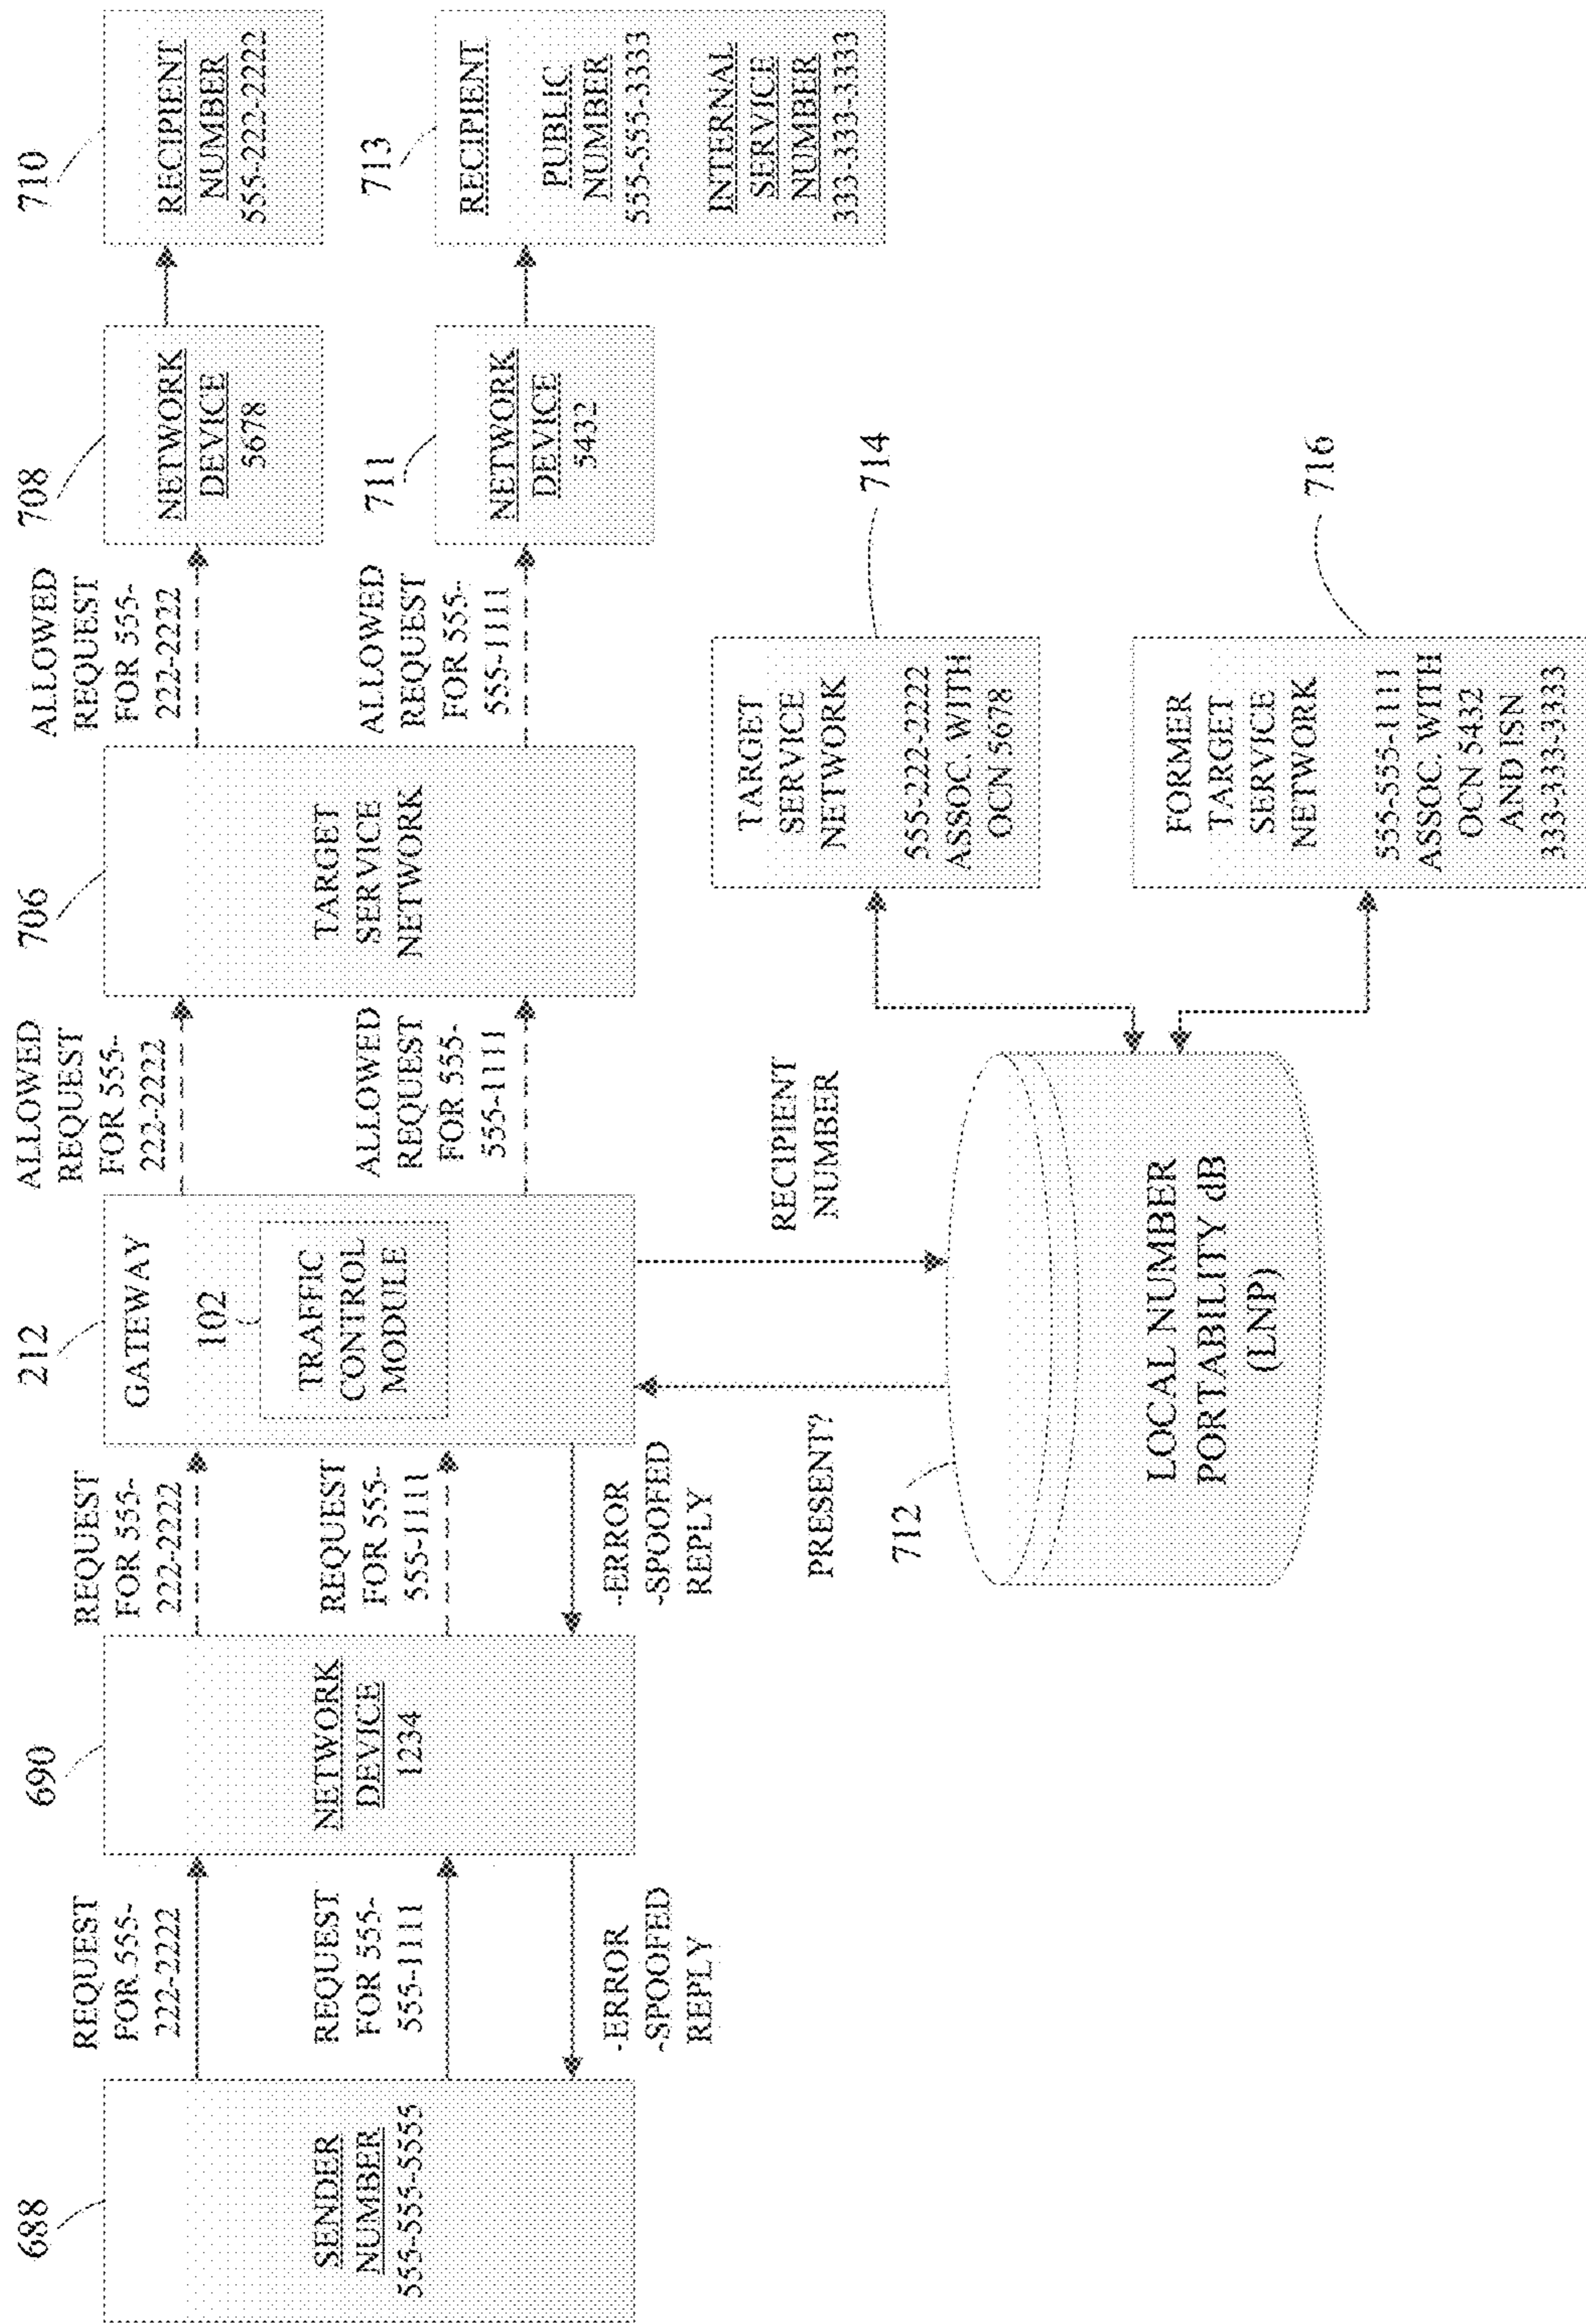 688
SENDER
NUMBER
555-555-5555
REQUEST
FOR 555-
222-2222
REQUEST
FOR 555-
555-1111
-ERROR
-SPOOFED
REPLY
690
NETWORK
DEVICE
1234
REQUEST
FOR 555-
222-2222
REQUEST
FOR 555-
555-1111
-ERROR
-SPOOFED
REPLY
212
GATEWAY
102
TRAFFIC
CONTROL
MODULE
ALLOWED
REQUEST
FOR 555-
222-2222
ALLOWED
REQUEST
FOR 555-
555-1111
706
TARGET
SERVICE
NETWORK
ALLOWED
REQUEST
FOR 555-
222-2222
ALLOWED
REQUEST
FOR 555-
555-1111
708
NETWORK
DEVICE
5678
711
NETWORK
DEVICE
5432
710
RECIPIENT
NUMBER
555-222-2222
713
RECIPIENT
PUBLIC
NUMBER
555-555-3333
INTERNAL
SERVICE
NUMBER
333-333-3333
PRESENT?
RECIPIENT
NUMBER
712
LOCAL NUMBER
PORTABILITY dB
(LNP)
714
TARGET
SERVICE
NETWORK
555-222-2222
ASSOC. WITH
OCN 5678
716
FORMER
TARGET
SERVICE
NETWORK
555-555-1111
ASSOC. WITH
OCN 5432
AND ISN
333-333-3333